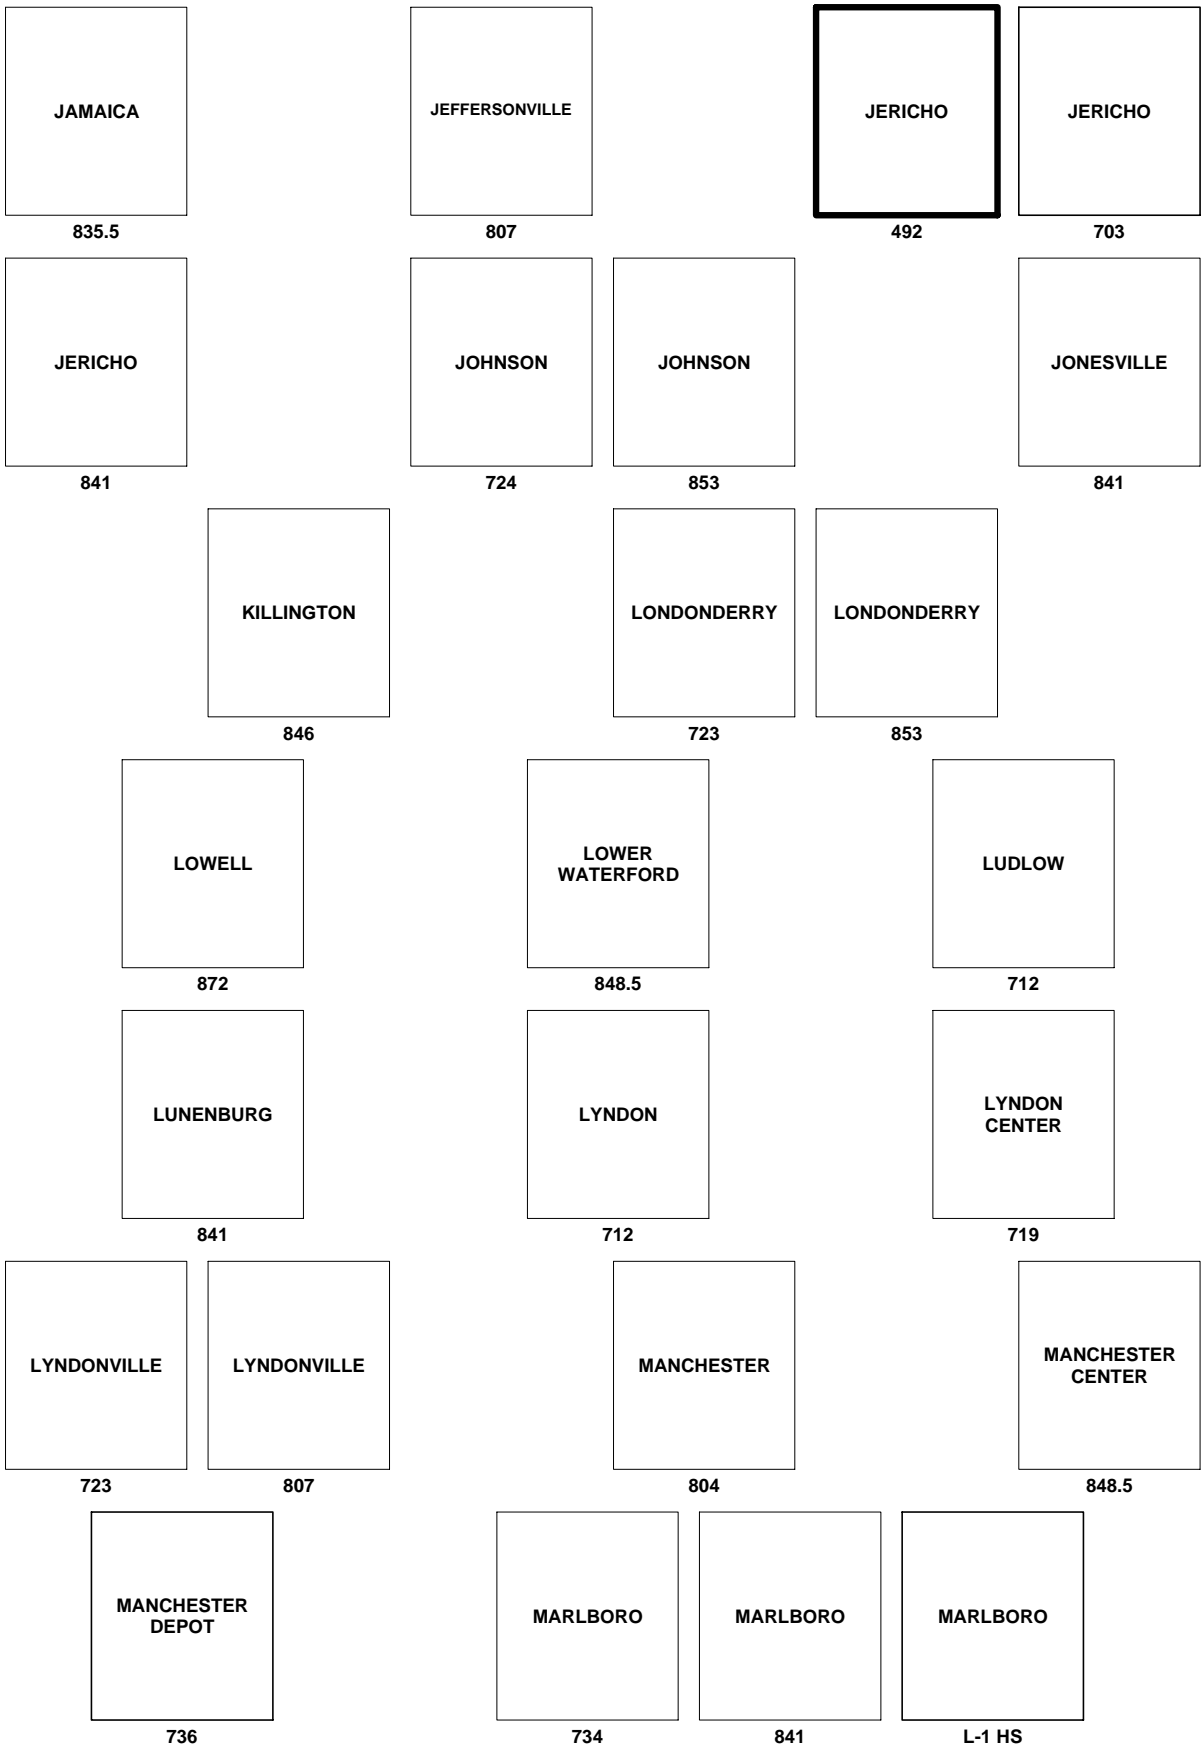 JAMAICA
835.5
JEFFERSONVILLE
807
JERICHO
492
JERICHO
703
JERICHO
841
JOHNSON
724
JOHNSON
853
JONESVILLE
841
KILLINGTON
846
LONDONDERRY
723
LONDONDERRY
853
LOWELL
872
LOWER
WATERFORD
848.5
LUDLOW
712
LUNENBURG
841
LYNDON
712
LYNDON
CENTER
719
LYNDONVILLE
723
LYNDONVILLE
807
MANCHESTER
804
MANCHESTER
CENTER
848.5
MANCHESTER
DEPOT
736
MARLBORO
734
MARLBORO
841
MARLBORO
L-1 HS